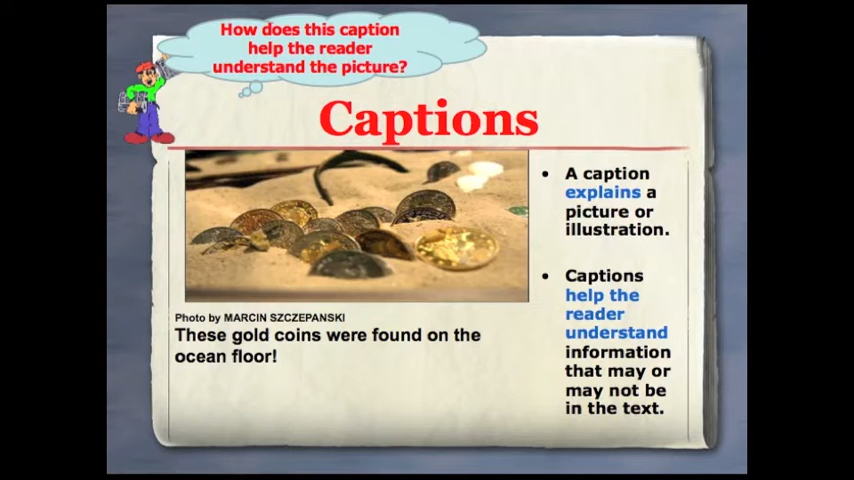 How does this caption
help the reader
understand the picture?
Captions
Photo by MARCIN SZCZEPANSKI
These gold coins were found on the
ocean floor!
• A caption
explains a
picture or
illustration.
• Captions
help the
reader
understand
information
that may or
may not be
in the text.